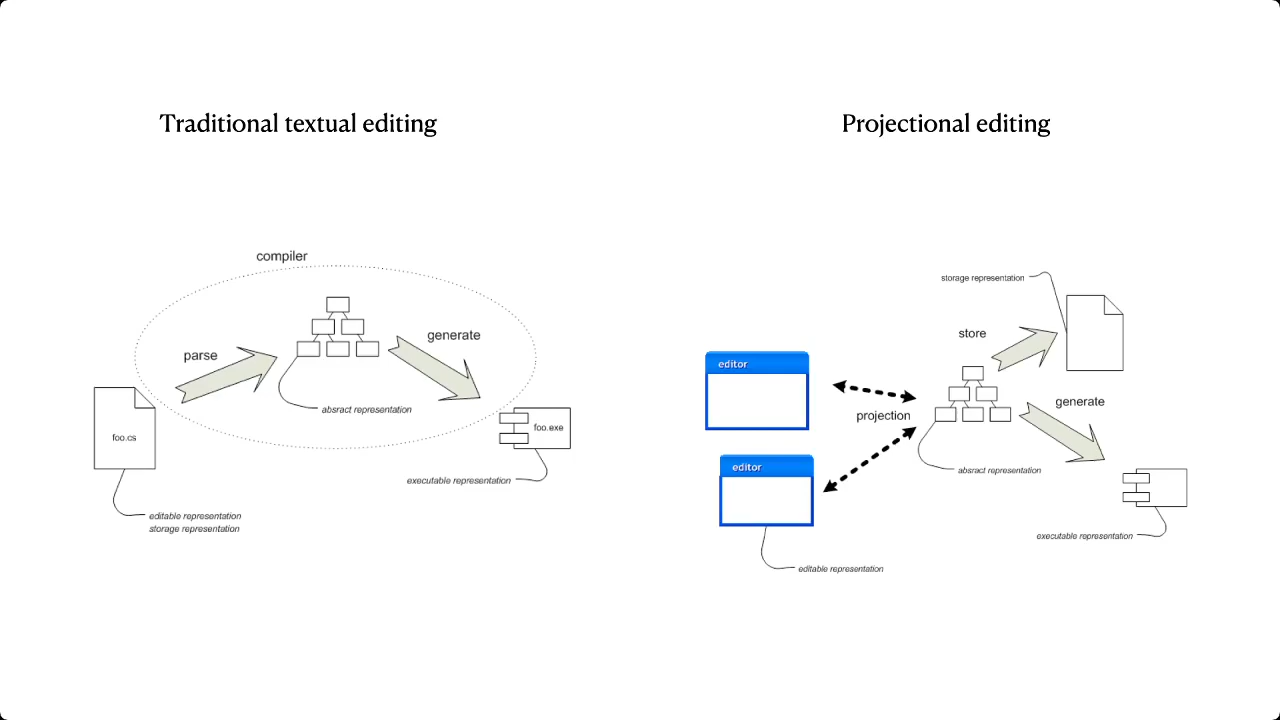 Traditional textual editing
compiler
parse
generate
absract representation
foo.cs
foo.exe
executable representation
editable representation
storage representation
Projectional editing
storage representation
store
editor
projection
generate
editor
absract representation
executable representation
editable representation